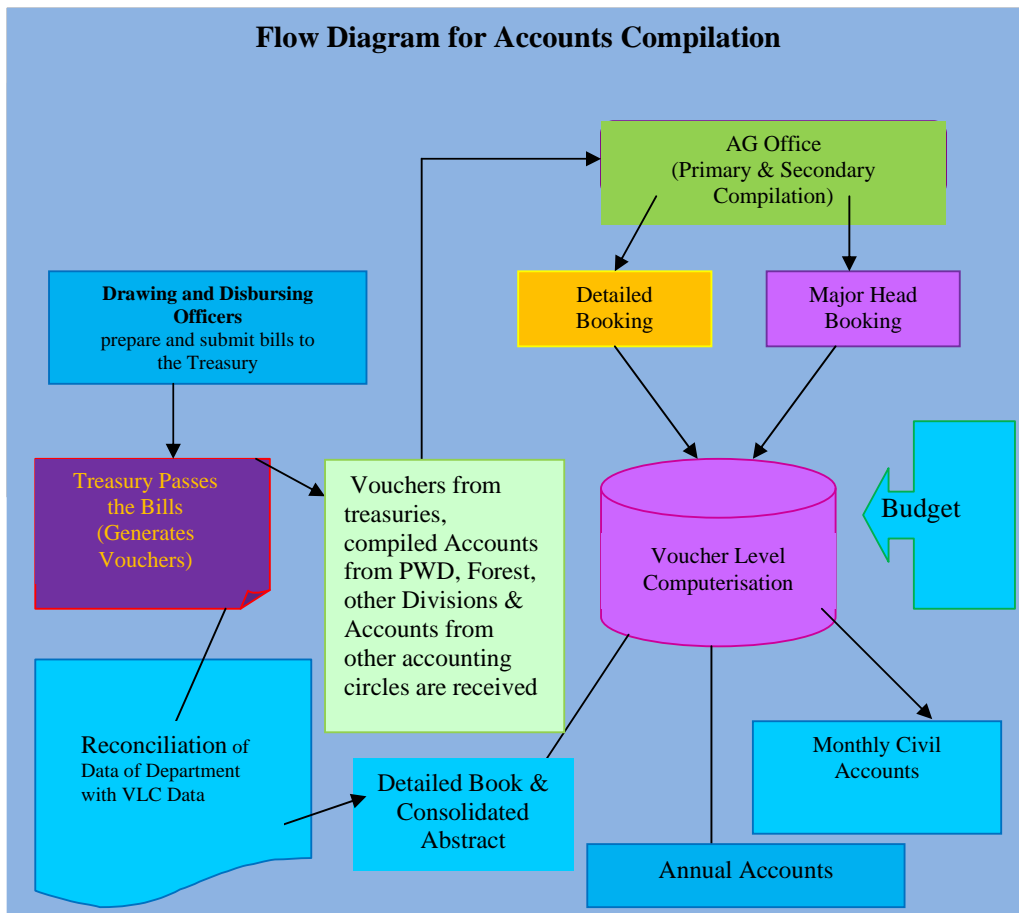 Flow Diagram for Accounts Compilation
AG Office
(Primary & Secondary
Compilation)
Drawing and Disbursing
Officers
prepare and submit bills to
the Treasury
Detailed
Booking
Major Head
Booking
Treasury Passes
the Bills
(Generates
Vouchers)
Vouchers from
treasuries,
compiled Accounts
from PWD, Forest,
other Divisions &
Accounts from
other accounting
circles are received
Voucher Level
Computerisation
Budget
Reconciliation of
Data of Department
with VLC Data
Detailed Book &
Consolidated
Abstract
Monthly Civil
Accounts
Annual Accounts